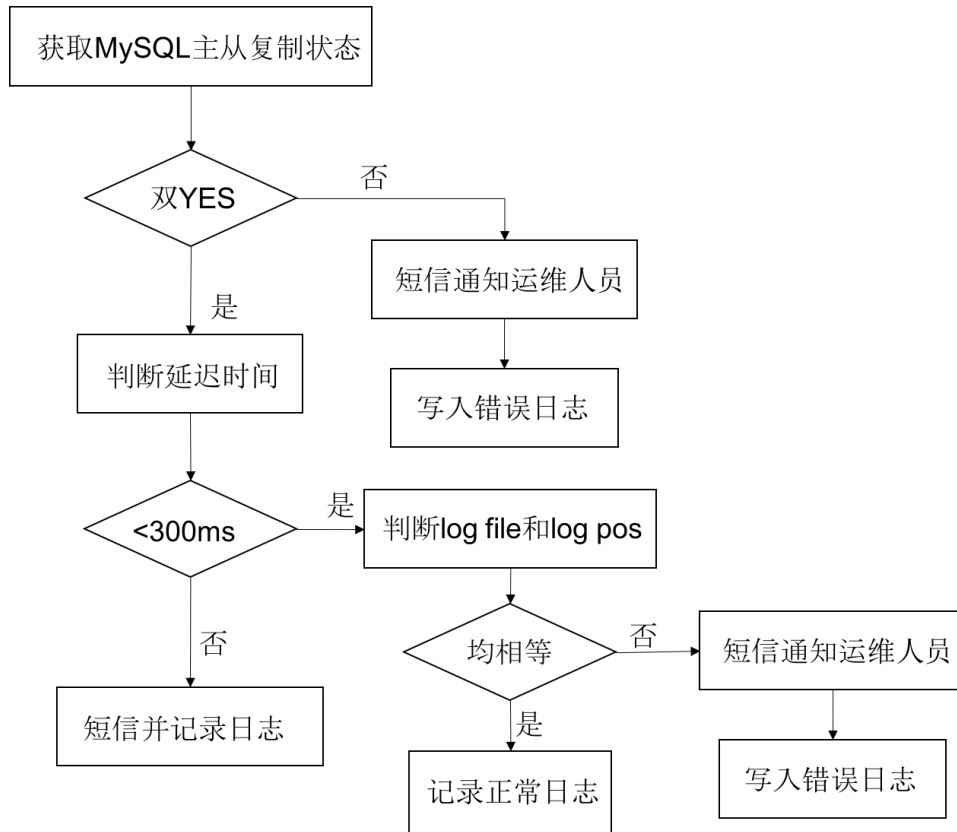 获取MySQL主从复制状态
双YES
否
短信通知运维人员
是
判断延迟时间
写入错误日志
<300ms
是
判断log file和log pos
否
均相等
否
短信通知运维人员
短信并记录日志
是
记录正常日志
写入错误日志